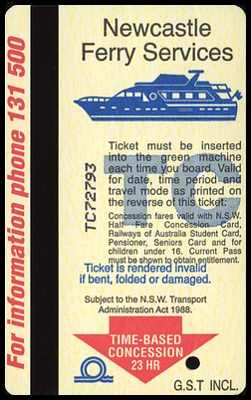 Newcastle
Ferry Services
For information phone 131 500
TC72793
TC
Ticket must be inserted
into the green machine
each time you board. Valid
for date, time period and
travel mode as printed on
the reverse of this ticket.
Concession fares valid with N.S.W.
Half Fare Concession Card,
Railways of Australia Student Card,
Pensioner, Seniors Card and for
children under 16. Current Pass
must be shown to obtain entitlement.
Ticket is rendered invalid
if bent, folded or damaged.
Subject to the N.S.W. Transport
Administration Act 1988.
TIME-BASED
CONCESSION
23 HR
G.S.T INCL.